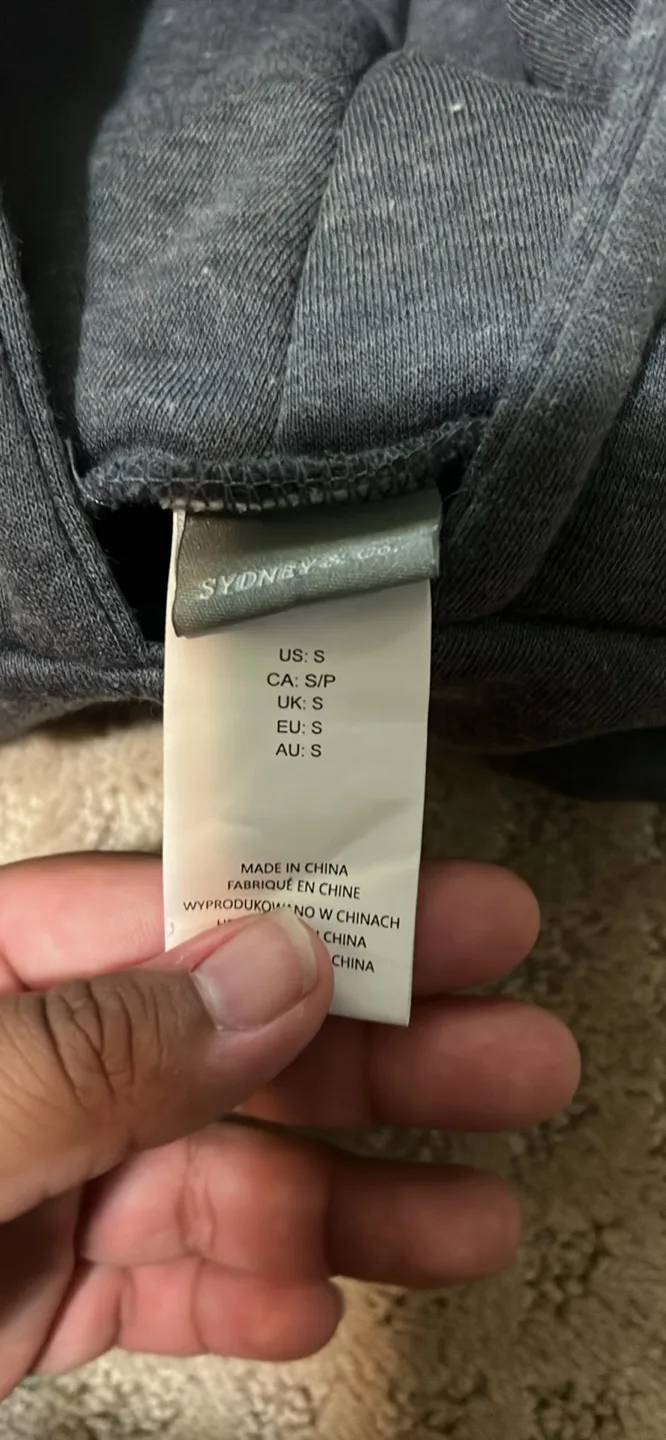 SYDNEY & Co.
US: S
CA: S/P
UK: S
EU: S
AU: S
MADE IN CHINA
FABRIQUÉ EN CHINE
WYPRODUKOWANO W CHINACH
CHINA
CHINA